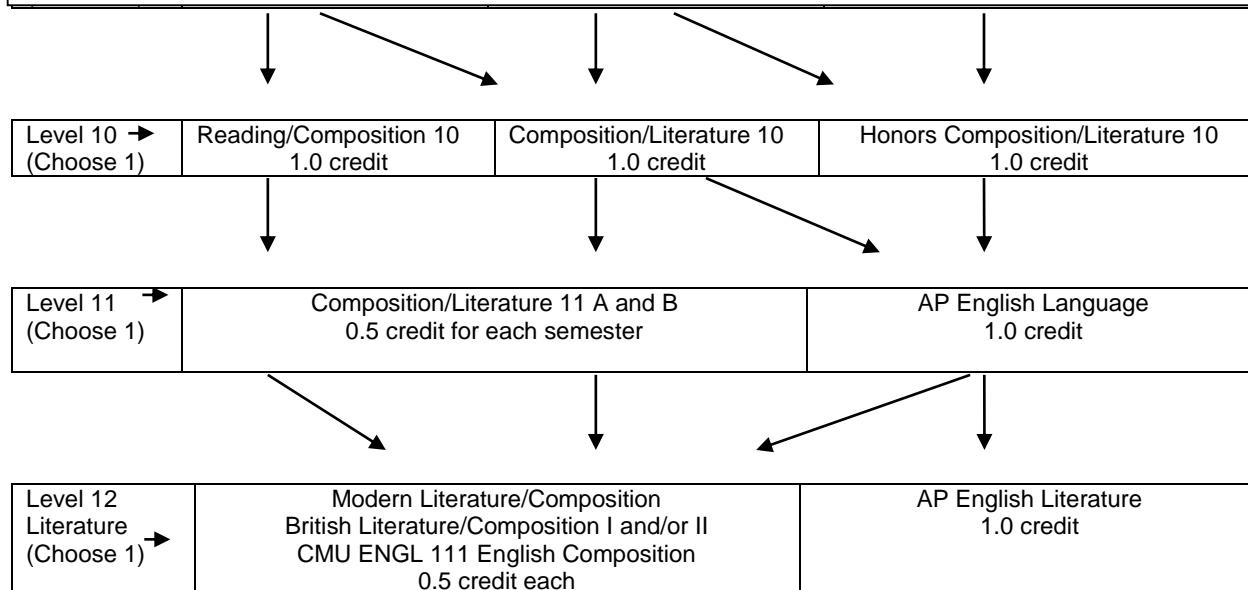 Level 10
(Choose 1)
Reading/Composition 10
1.0 credit
Composition/Literature 10
1.0 credit
Honors Composition/Literature 10
1.0 credit
Level 11
(Choose 1)
Composition/Literature 11 A and B
0.5 credit for each semester
AP English Language
1.0 credit
Level 12
Literature
(Choose 1)
Modern Literature/Composition
British Literature/Composition I and/or II
CMU ENGL 111 English Composition
0.5 credit each
AP English Literature
1.0 credit